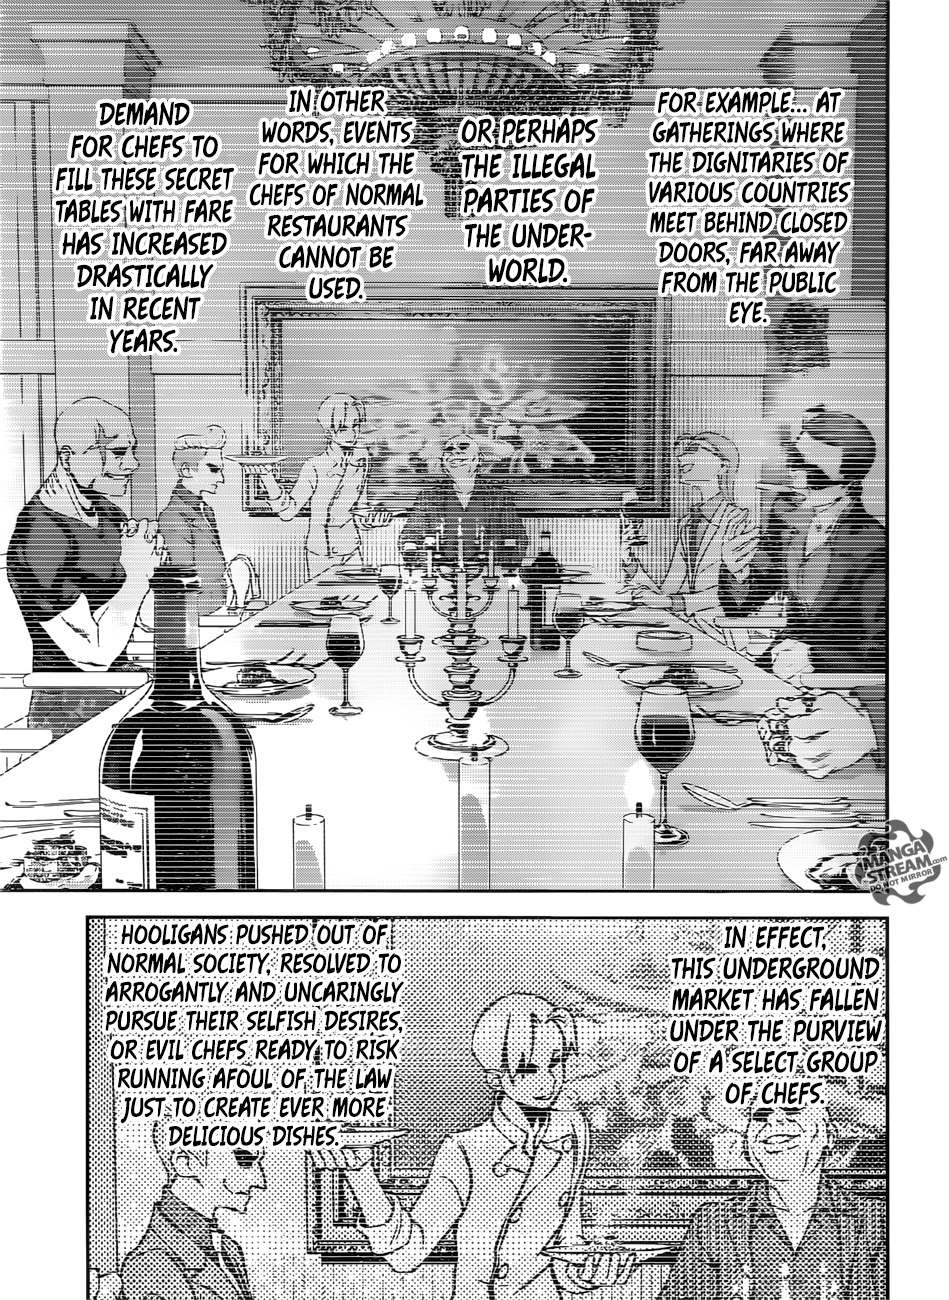 FOR EXAMPLE... AT
GATHERINGS WHERE
THE DIGNITARIES OF
VARIOUS COUNTRIES
MEET BEHIND CLOSED
DOORS, FAR AWAY
FROM THE PUBLIC
EYE.
OR PERHAPS
THE ILLEGAL
PARTIES OF
THE UNDER-
WORLD.
IN OTHER
WORDS, EVENTS
FOR WHICH THE
CHEFS OF NORMAL
RESTAURANTS
CANNOT BE
USED.
DEMAND
FOR CHEFS TO
FILL THESE SECRET
TABLES WITH FARE
HAS INCREASED
DRASTICALLY
IN RECENT
YEARS.
MANGA
STREAM.com
DO NOT MIRROR
IN EFFECT,
THIS UNDERGROUND
MARKET HAS FALLEN
UNDER THE PURVIEW
OF A SELECT GROUP
OF CHEFS.
HOOLIGANS PUSHED OUT OF
NORMAL SOCIETY, RESOLVED TO
ARROGANTLY AND UNCARINGLY
PURSUE THEIR SELFISH DESIRES,
OR EVIL CHEFS READY TO RISK
RUNNING AFOUL OF THE LAW
JUST TO CREATE EVER MORE
DELICIOUS DISHES.